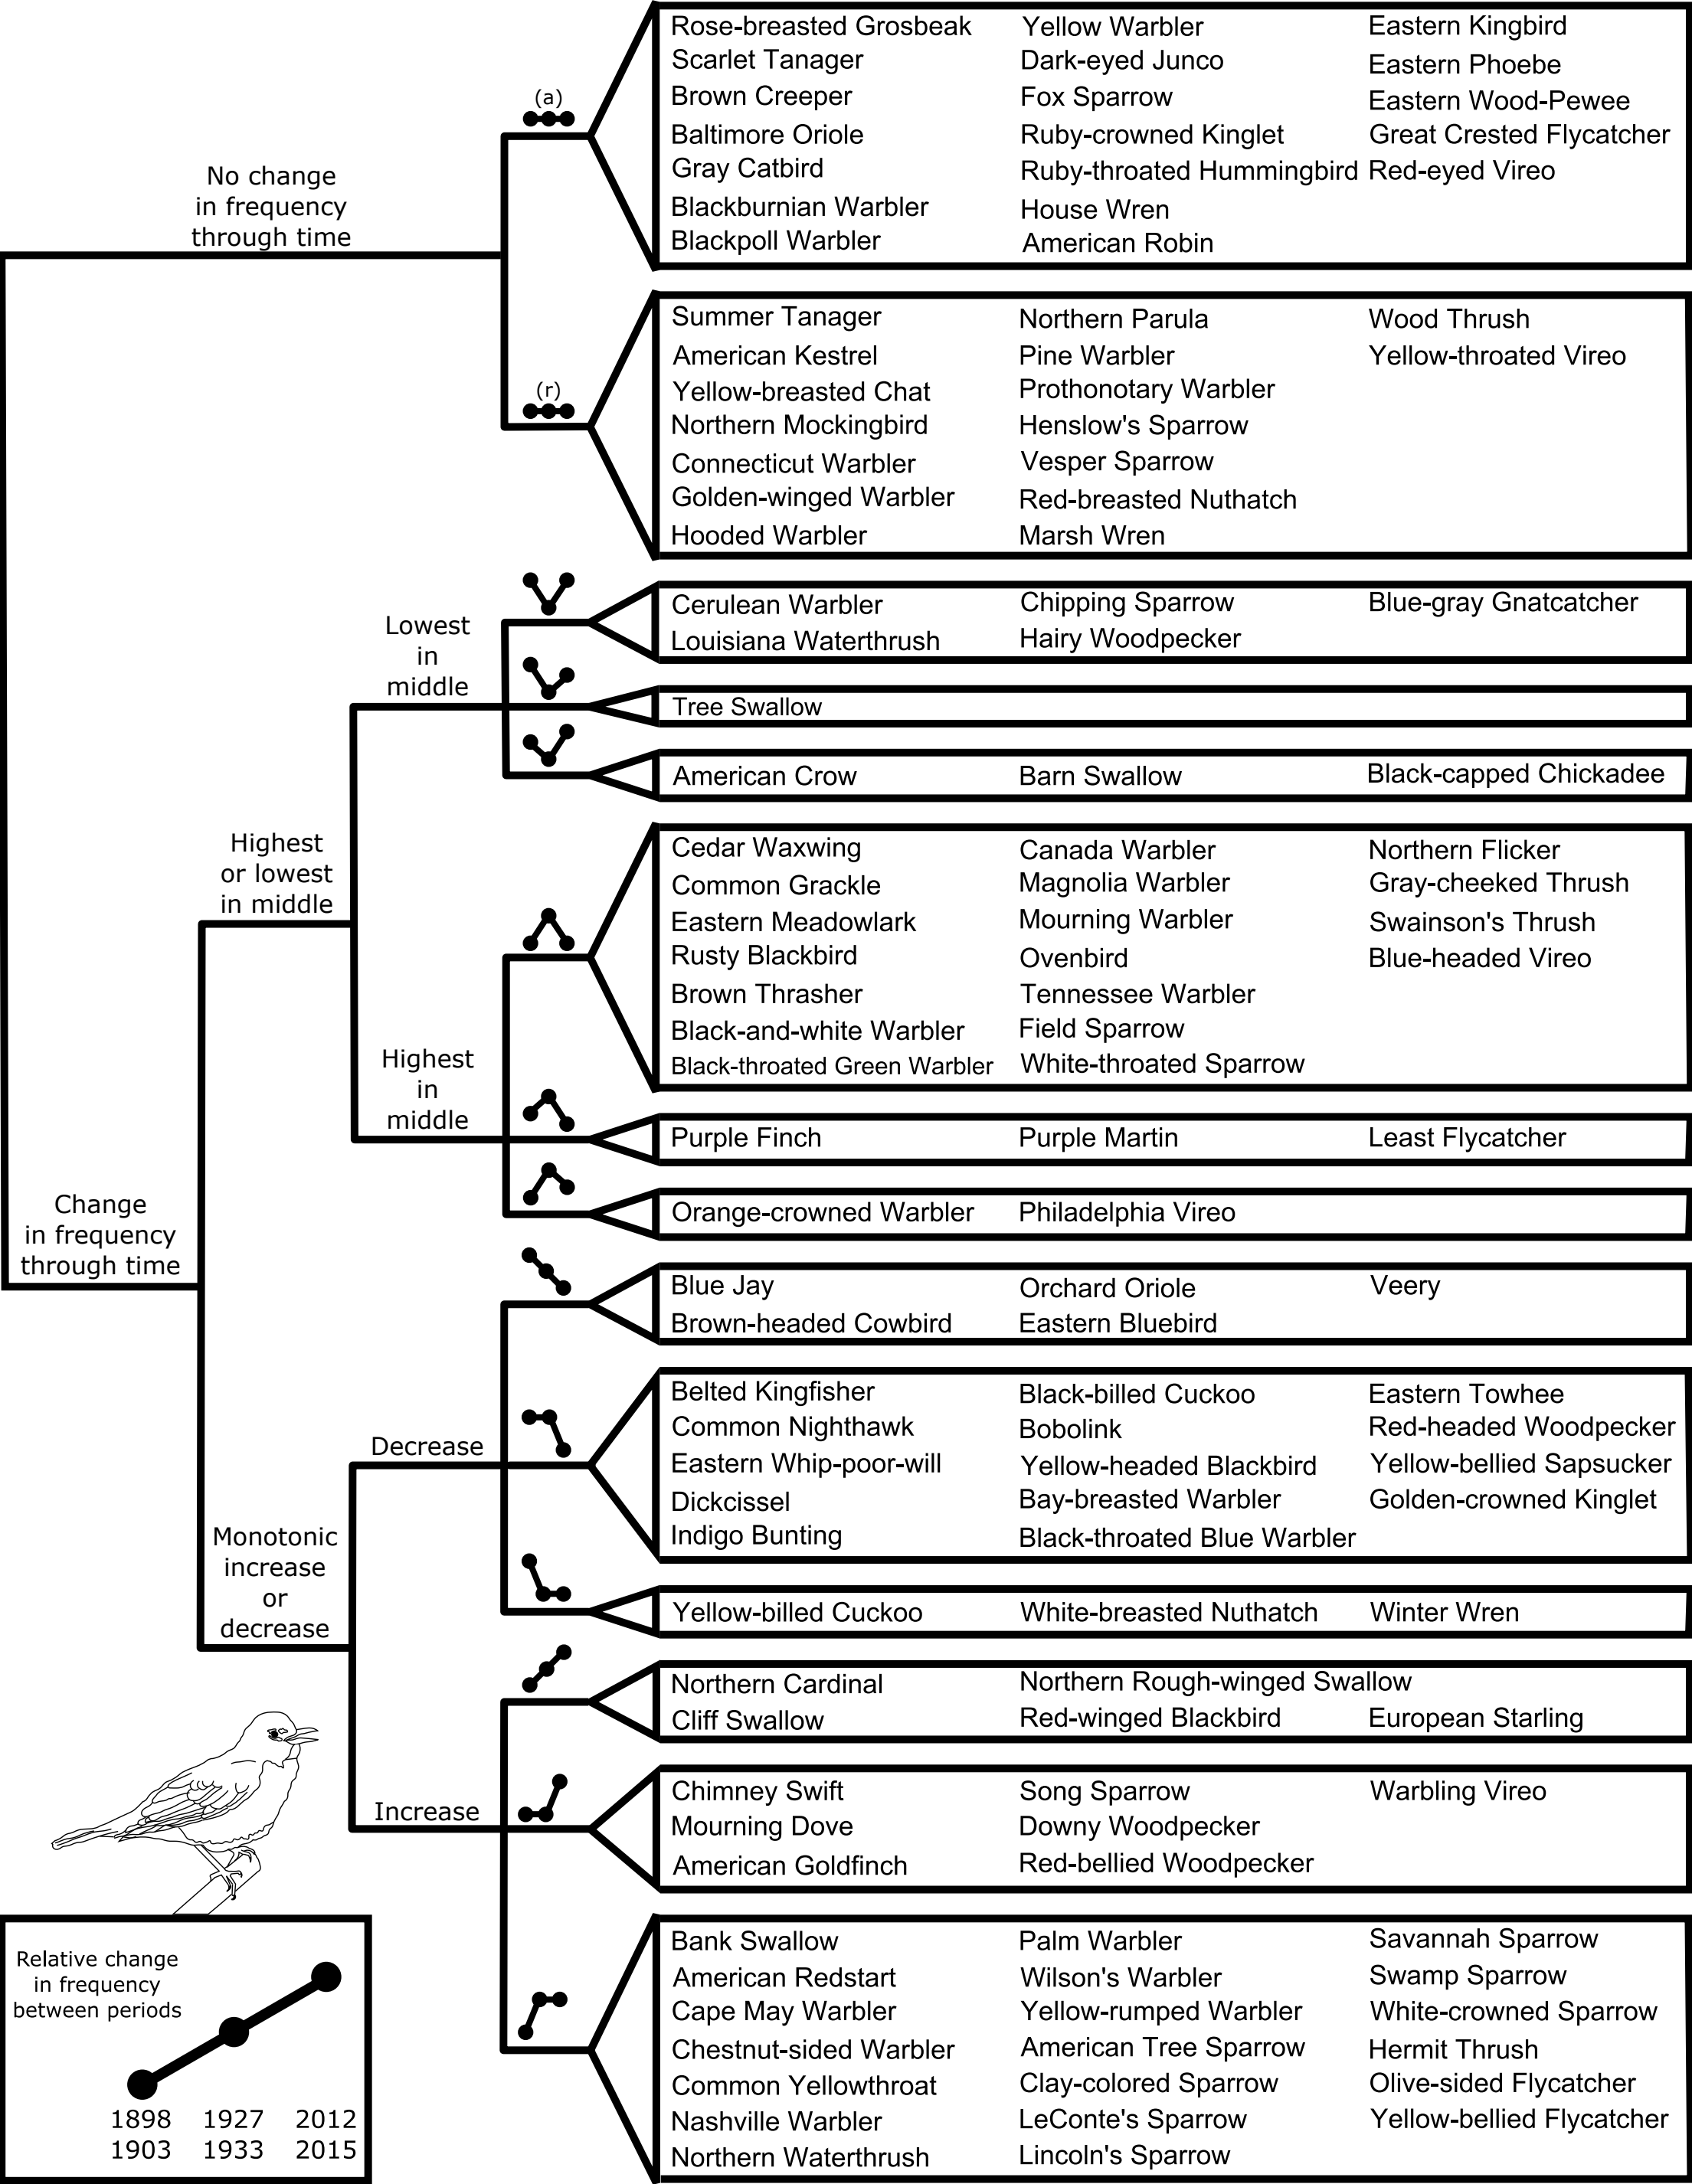 Rose-breasted Grosbeak Yellow Warbler Eastern Kingbird
Scarlet Tanager Dark-eyed Junco Eastern Phoebe
Brown Creeper Fox Sparrow Eastern Wood-Pewee
Baltimore Oriole Ruby-crowned Kinglet Great Crested Flycatcher
Gray Catbird Ruby-throated Hummingbird Red-eyed Vireo
Blackburnian Warbler House Wren
Blackpoll Warbler American Robin
(a)
No change
in frequency
through time
Summer Tanager Northern Parula Wood Thrush
American Kestrel Pine Warbler Yellow-throated Vireo
Yellow-breasted Chat Prothonotary Warbler
Northern Mockingbird Henslow's Sparrow
Connecticut Warbler Vesper Sparrow
Golden-winged Warbler Red-breasted Nuthatch
Hooded Warbler Marsh Wren
(r)
Lowest
in
middle
Cerulean Warbler Chipping Sparrow Blue-gray Gnatcatcher
Louisiana Waterthrush Hairy Woodpecker
Tree Swallow
American Crow Barn Swallow Black-capped Chickadee
Highest
or lowest
in middle
Cedar Waxwing Canada Warbler Northern Flicker
Common Grackle Magnolia Warbler Gray-cheeked Thrush
Eastern Meadowlark Mourning Warbler Swainson's Thrush
Rusty Blackbird Ovenbird Blue-headed Vireo
Brown Thrasher Tennessee Warbler
Black-and-white Warbler Field Sparrow
Black-throated Green Warbler White-throated Sparrow
Highest
in
middle
Purple Finch Purple Martin Least Flycatcher
Orange-crowned Warbler Philadelphia Vireo
Change
in frequency
through time
Blue Jay Orchard Oriole Veery
Brown-headed Cowbird Eastern Bluebird
Decrease
Belted Kingfisher Black-billed Cuckoo Eastern Towhee
Common Nighthawk Bobolink Red-headed Woodpecker
Eastern Whip-poor-will Yellow-headed Blackbird Yellow-bellied Sapsucker
Dickcissel Bay-breasted Warbler Golden-crowned Kinglet
Indigo Bunting Black-throated Blue Warbler
Monotonic
increase
or
decrease
Yellow-billed Cuckoo White-breasted Nuthatch Winter Wren
Northern Cardinal Northern Rough-winged Swallow
Cliff Swallow Red-winged Blackbird European Starling
Increase
Chimney Swift Song Sparrow Warbling Vireo
Mourning Dove Downy Woodpecker
American Goldfinch Red-bellied Woodpecker
Bank Swallow Palm Warbler Savannah Sparrow
American Redstart Wilson's Warbler Swamp Sparrow
Cape May Warbler Yellow-rumped Warbler White-crowned Sparrow
Chestnut-sided Warbler American Tree Sparrow Hermit Thrush
Common Yellowthroat Clay-colored Sparrow Olive-sided Flycatcher
Nashville Warbler LeConte's Sparrow Yellow-bellied Flycatcher
Northern Waterthrush Lincoln's Sparrow
Relative change
in frequency
between periods
1898 1927 2012
1903 1933 2015